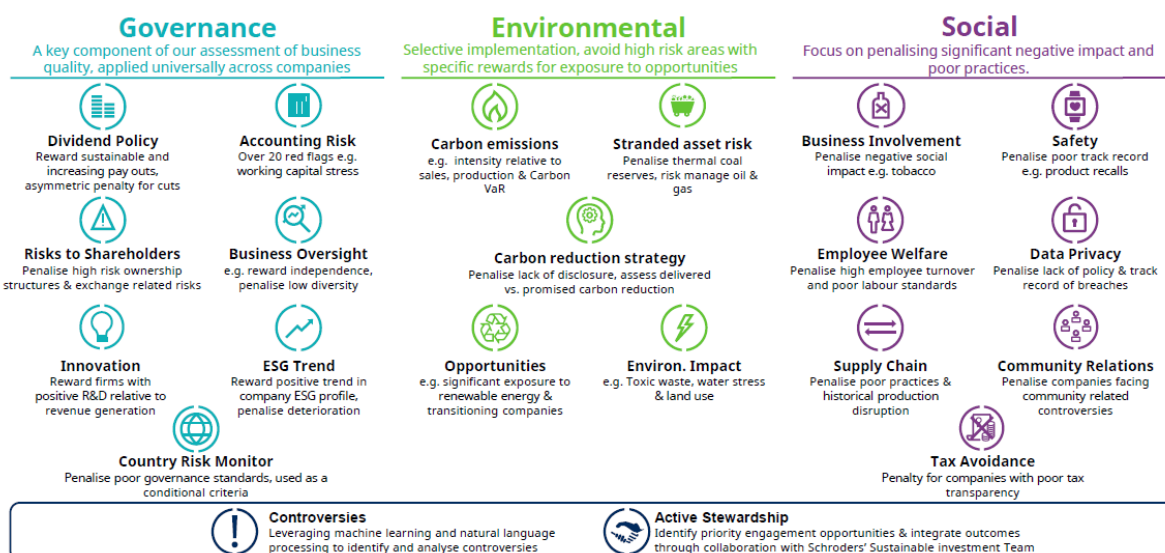 Governance
A key component of our assessment of business
quality, applied universally across companies
Dividend Policy
Reward sustainable and
increasing pay outs,
asymmetric penalty for cuts
Accounting Risk
Over 20 red flags e.g.
working capital stress
Risks to Shareholders
Penalise high risk ownership
structures & exchange related risks
Business Oversight
e.g. reward independence,
penalise low diversity
Innovation
Reward firms with
positive R&D relative to
revenue generation
ESG Trend
Reward positive trend in
company ESG profile,
penalise deterioration
Country Risk Monitor
Penalise poor governance standards, used as a
conditional criteria
Environmental
Selective implementation, avoid high risk areas with
specific rewards for exposure to opportunities
Carbon emissions
e.g. intensity relative to
sales, production & Carbon
VaR
Stranded asset risk
Penalise thermal coal
reserves, risk manage oil &
gas
Carbon reduction strategy
Penalise lack of disclosure, assess delivered
vs. promised carbon reduction
Opportunities
e.g. significant exposure to
renewable energy &
transitioning companies
Environ. Impact
e.g. Toxic waste, water stress
& land use
Social
Focus on penalising significant negative impact and
poor practices.
Business Involvement
Penalise negative social
impact e.g. tobacco
Safety
Penalise poor track record
e.g. product recalls
Employee Welfare
Penalise high employee turnover
and poor labour standards
Data Privacy
Penalise lack of policy & track
record of breaches
Supply Chain
Penalise poor practices &
historical production
disruption
Community Relations
Penalise companies facing
community related
controversies
Tax Avoidance
Penalty for companies with poor tax
transparency
Controversies
Leveraging machine learning and natural language
processing to identify and analyse controversies
Active Stewardship
Identify priority engagement opportunities & integrate outcomes
through collaboration with Schroders' Sustainable investment Team